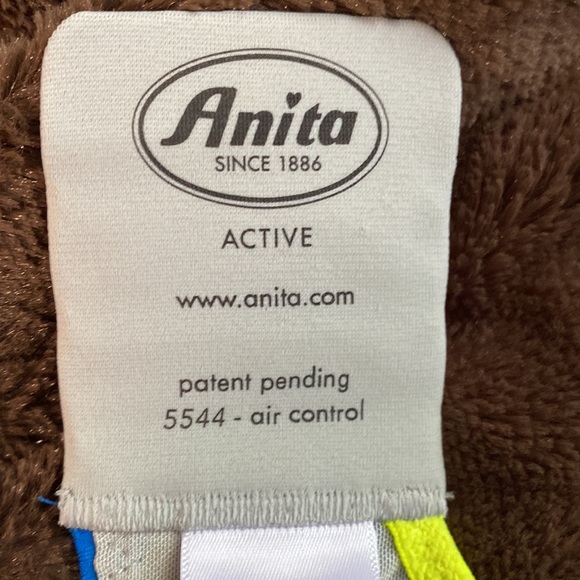 Anita
SINCE 1886
ACTIVE
www.anita.com
patent pending
5544 - air control